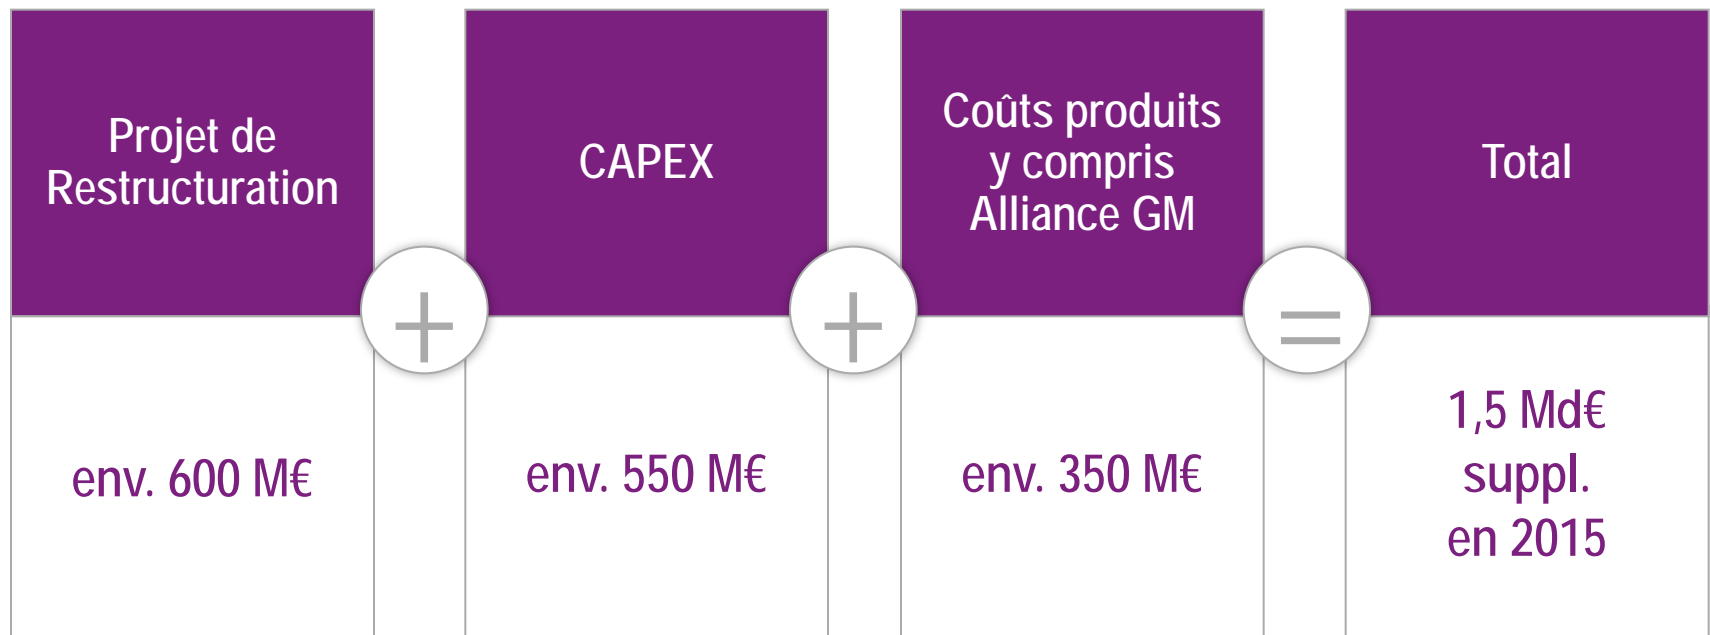 Projet de
Restructuration
env. 600 M€
+
CAPEX
env. 550 M€
+
Coûts produits
y compris
Alliance GM
env. 350 M€
=
Total
1,5 Md€
suppl.
en 2015